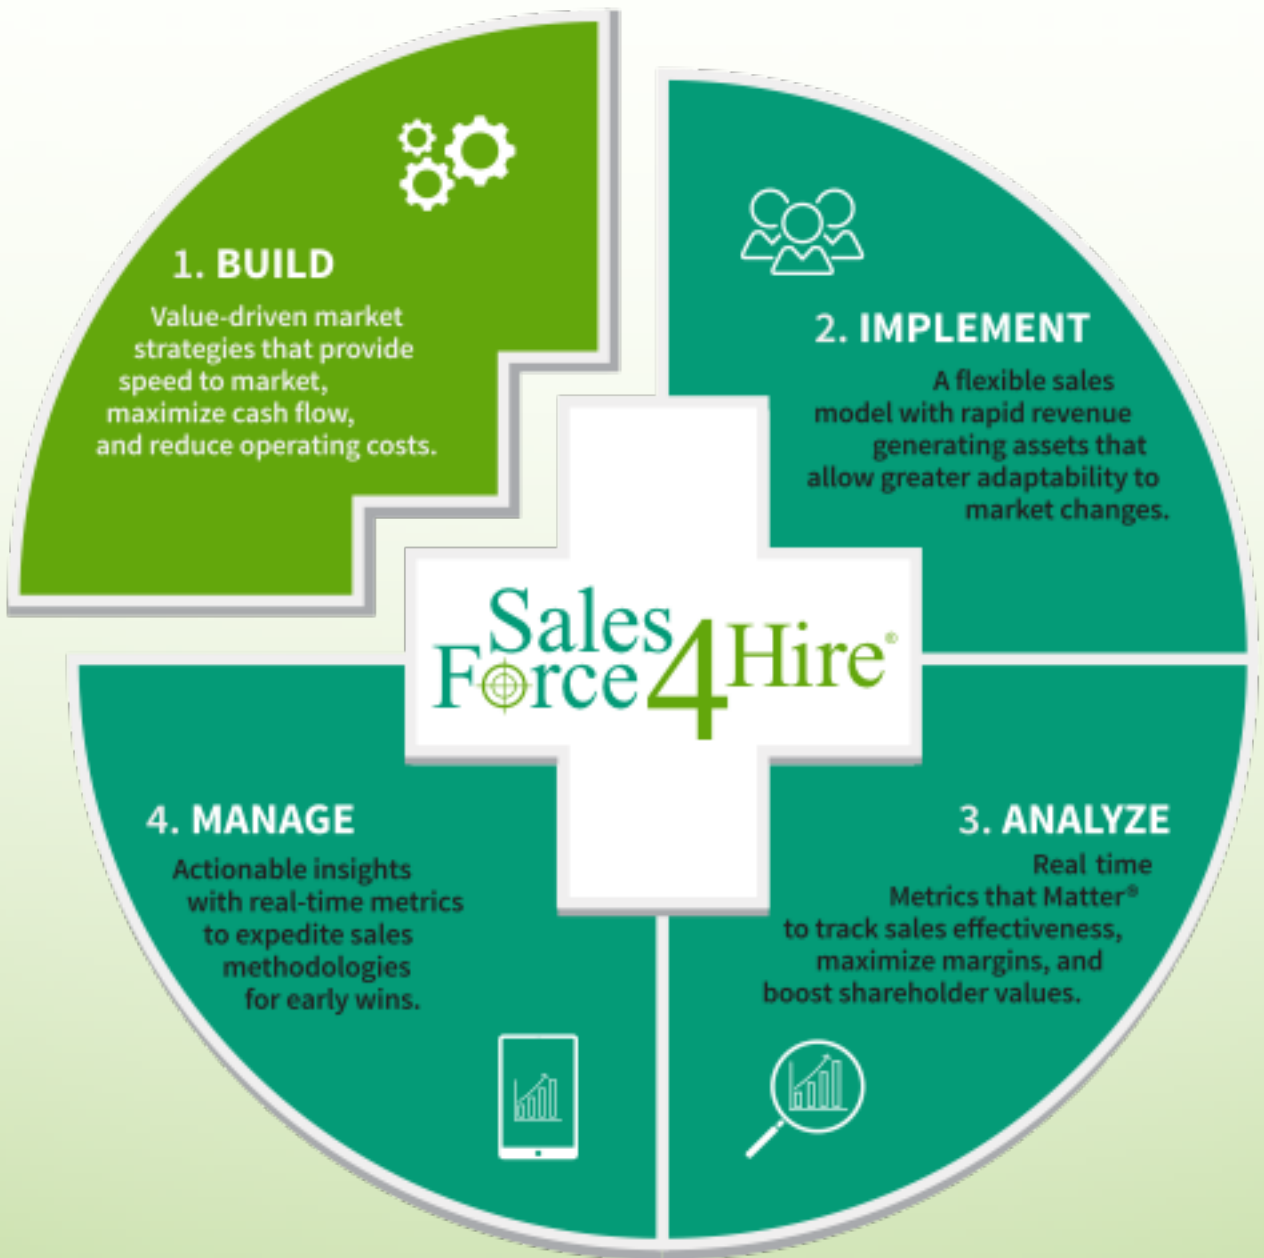 1. BUILD
Value-driven market
strategies that provide
speed to market,
maximize cash flow,
and reduce operating costs.
2. IMPLEMENT
A flexible sales
model with rapid revenue
generating assets that
allow greater adaptability to
market changes.
Sales
Force 4 Hire®
3. ANALYZE
Real time
Metrics that Matter®
to track sales effectiveness,
maximize margins, and
boost shareholder values.
4. MANAGE
Actionable insights
with real-time metrics
to expedite sales
methodologies
for early wins.